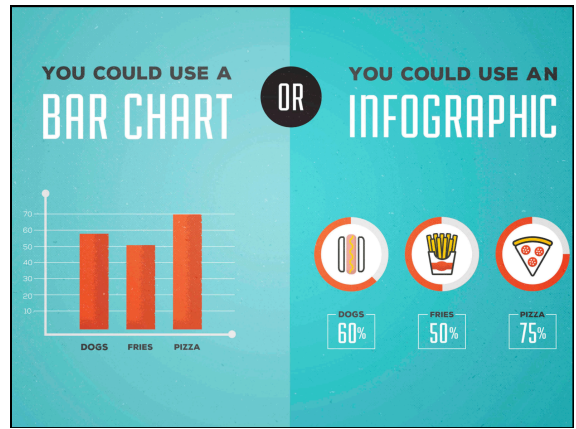 YOU COULD USE A
BAR CHART
OR
YOU COULD USE AN
INFOGRAPHIC
70
60
50
40
30
20
10
DOGS FRIES PIZZA
DOGS
60%
FRIES
50%
PIZZA
75%